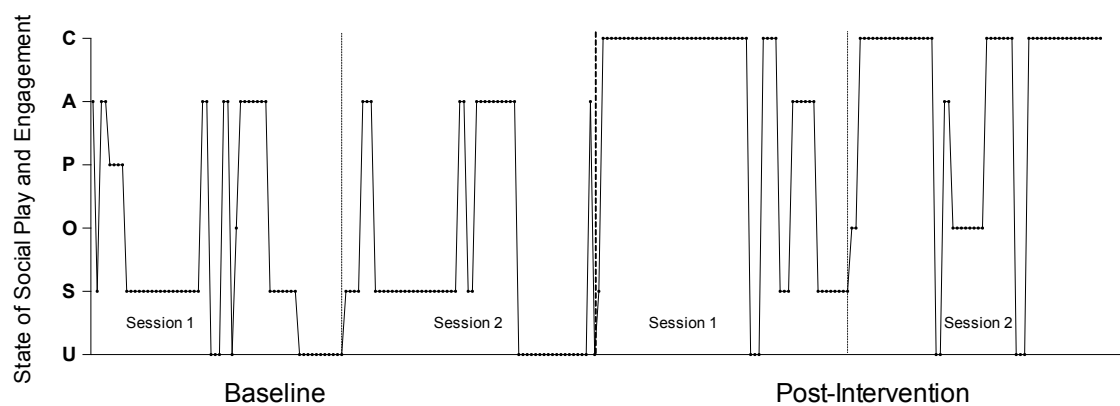 State of Social Play and Engagement
C
A
P
O
S
U
Session 1
Session 2
Session 1
Session 2
Baseline
Post-Intervention